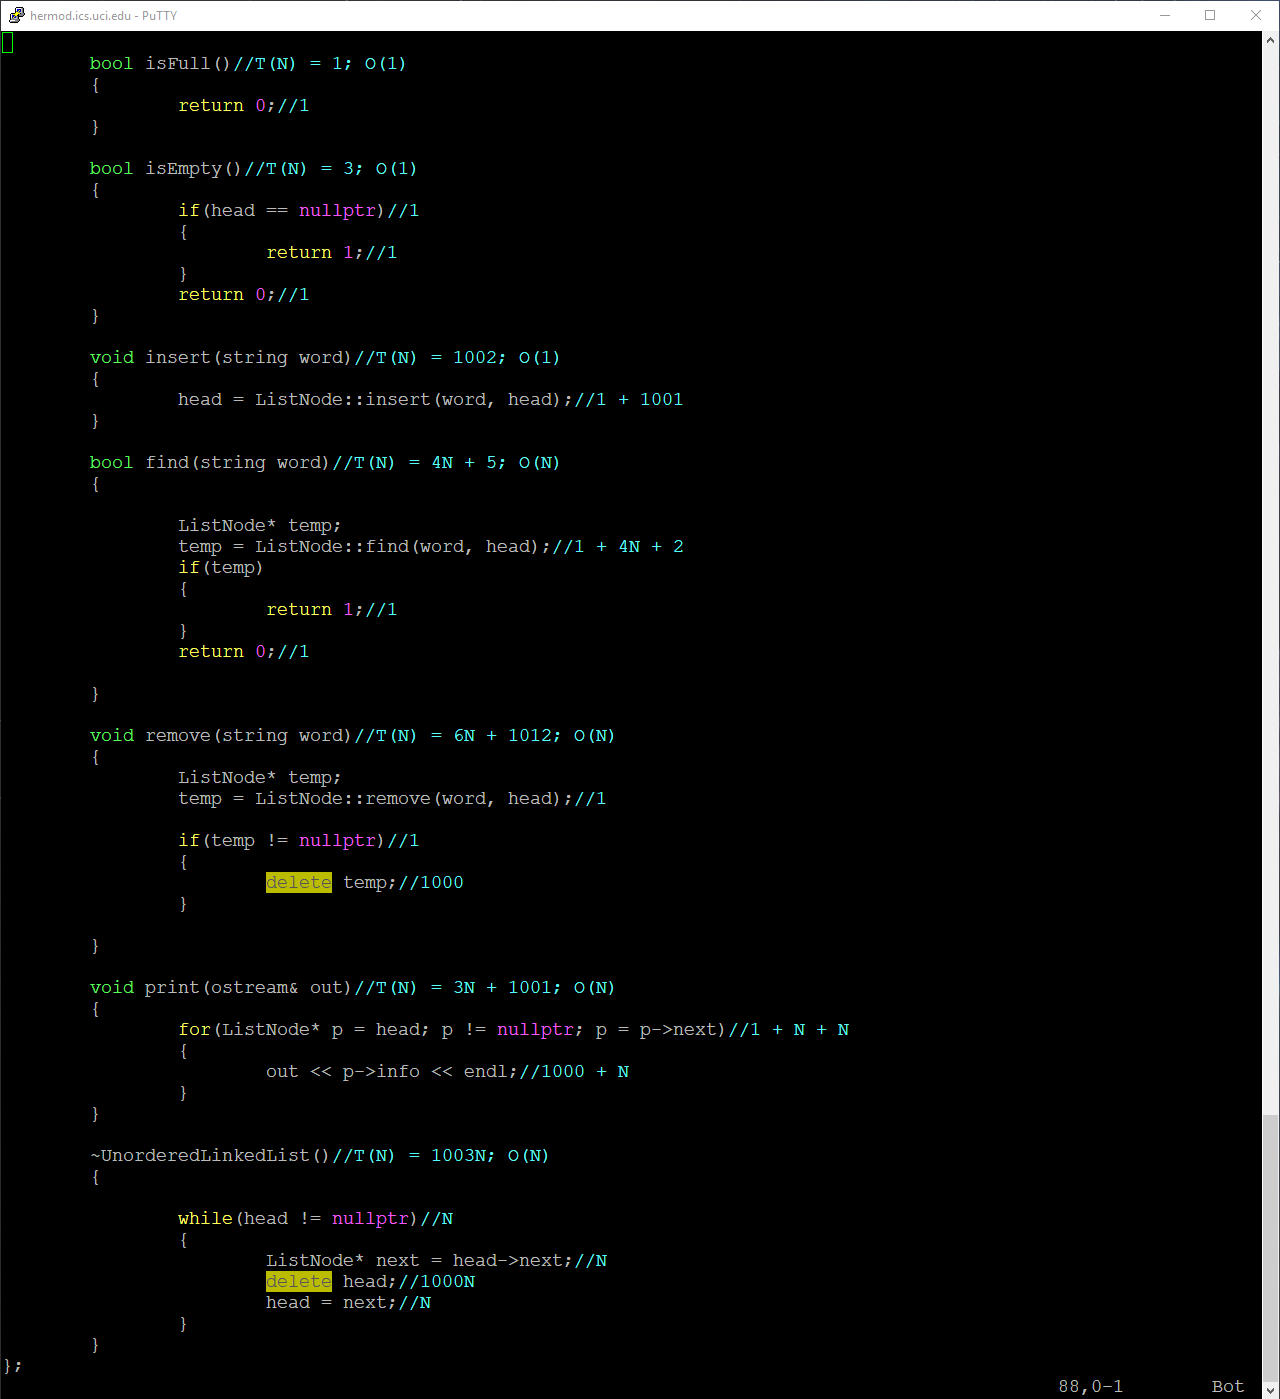 hermod.ics.uci.edu - PuTTY
bool isFull()//T(N) = 1; O(1)
{
return 0;//1
}
bool isEmpty()//T(N) = 3; O(1)
{
if(head == nullptr)//1
{
return 1;//1
}
return 0;//1
}
void insert(string word)//T(N) = 1002; O(1)
{
head = ListNode::insert(word, head);//1 + 1001
}
bool find(string word)//T(N) = 4N + 5; O(N)
{
ListNode* temp;
temp = ListNode::find(word, head);//1 + 4N + 2
if(temp)
{
return 1;//1
}
return 0;//1
}
void remove(string word)//T(N) = 6N + 1012; O(N)
{
ListNode* temp;
temp = ListNode::remove(word, head);//1
if(temp != nullptr)//1
{
delete temp;//1000
}
}
void print(ostream& out)//T(N) = 3N + 1001; O(N)
{
for(ListNode* p = head; p != nullptr; p = p->next)//1 + N + N
{
out << p->info << endl;//1000 + N
}
}
~UnorderedLinkedList()//T(N) = 1003N; O(N)
{
while(head != nullptr)//N
{
ListNode* next = head->next;//N
delete head;//1000N
head = next;//N
}
}
};
88,0-1 Bot